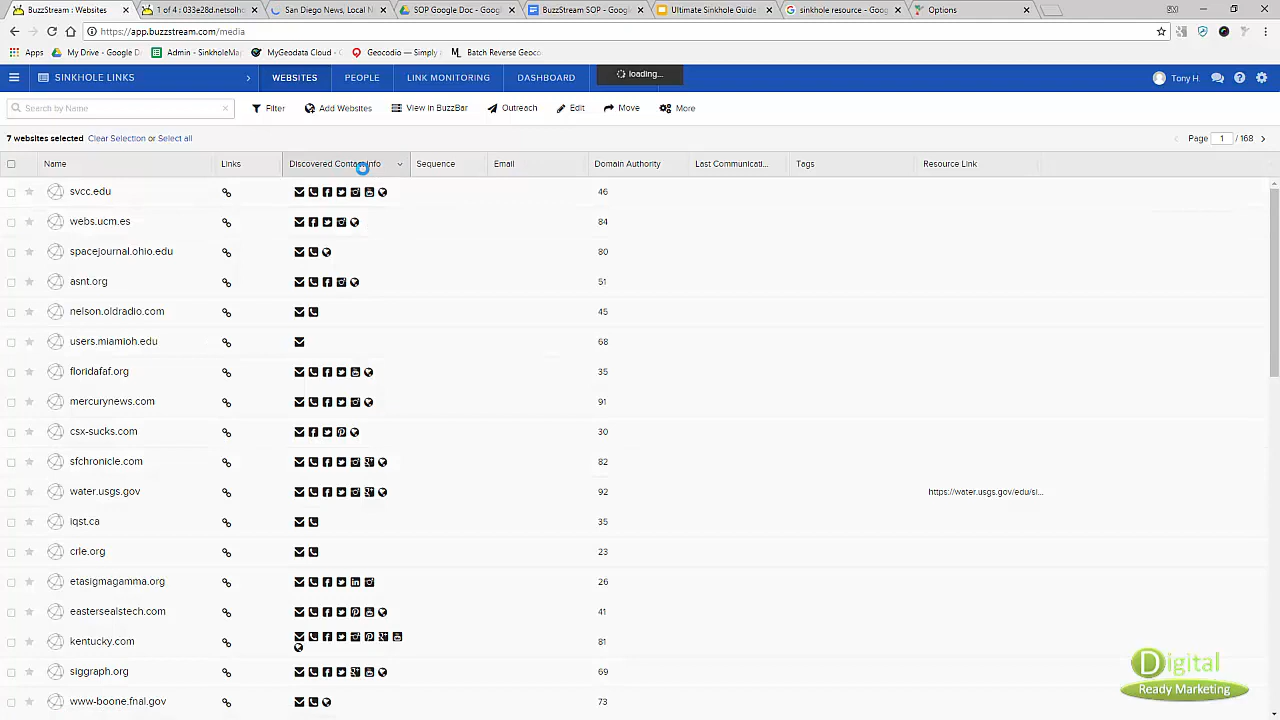 BuzzStream : Websites
1 of 4 : 033e28d.netsolho
San Diego News, Local N
SOP Google Doc - Googl
BuzzStream SOP - Googl
Ultimate Sinkhole Guide
sinkhole resource - Goog
Options
https://app.buzzstream.com/media
Apps
My Drive - Google D
Admin - SinkholeMa
MyGeodata Cloud -
Geocodio — Simply
Batch Reverse Geoc
SINKHOLE LINKS
WEBSITES
PEOPLE
LINK MONITORING
DASHBOARD
loading...
Tony H.
Search by Name
Filter
Add Websites
View in BuzzBar
Outreach
Edit
Move
More
7 websites selected Clear Selection or Select all
Page 1 / 168
Name Links Discovered Contact Info Sequence Email Domain Authority Last Communicati... Tags Resource Link
svcc.edu 46
webs.ucm.es 84
spacejournal.ohio.edu 80
asnt.org 51
nelson.oldradio.com 45
users.miamioh.edu 68
floridafaf.org 35
mercurynews.com 91
csx-sucks.com 30
sfchronicle.com 82
water.usgs.gov 92 https://water.usgs.gov/edu/si...
iqst.ca 35
crle.org 23
etasigmagamma.org 26
eastersealstech.com 41
kentucky.com 81
siggraph.org 69
www-boone.fnal.gov 73
Digital
Ready Marketing